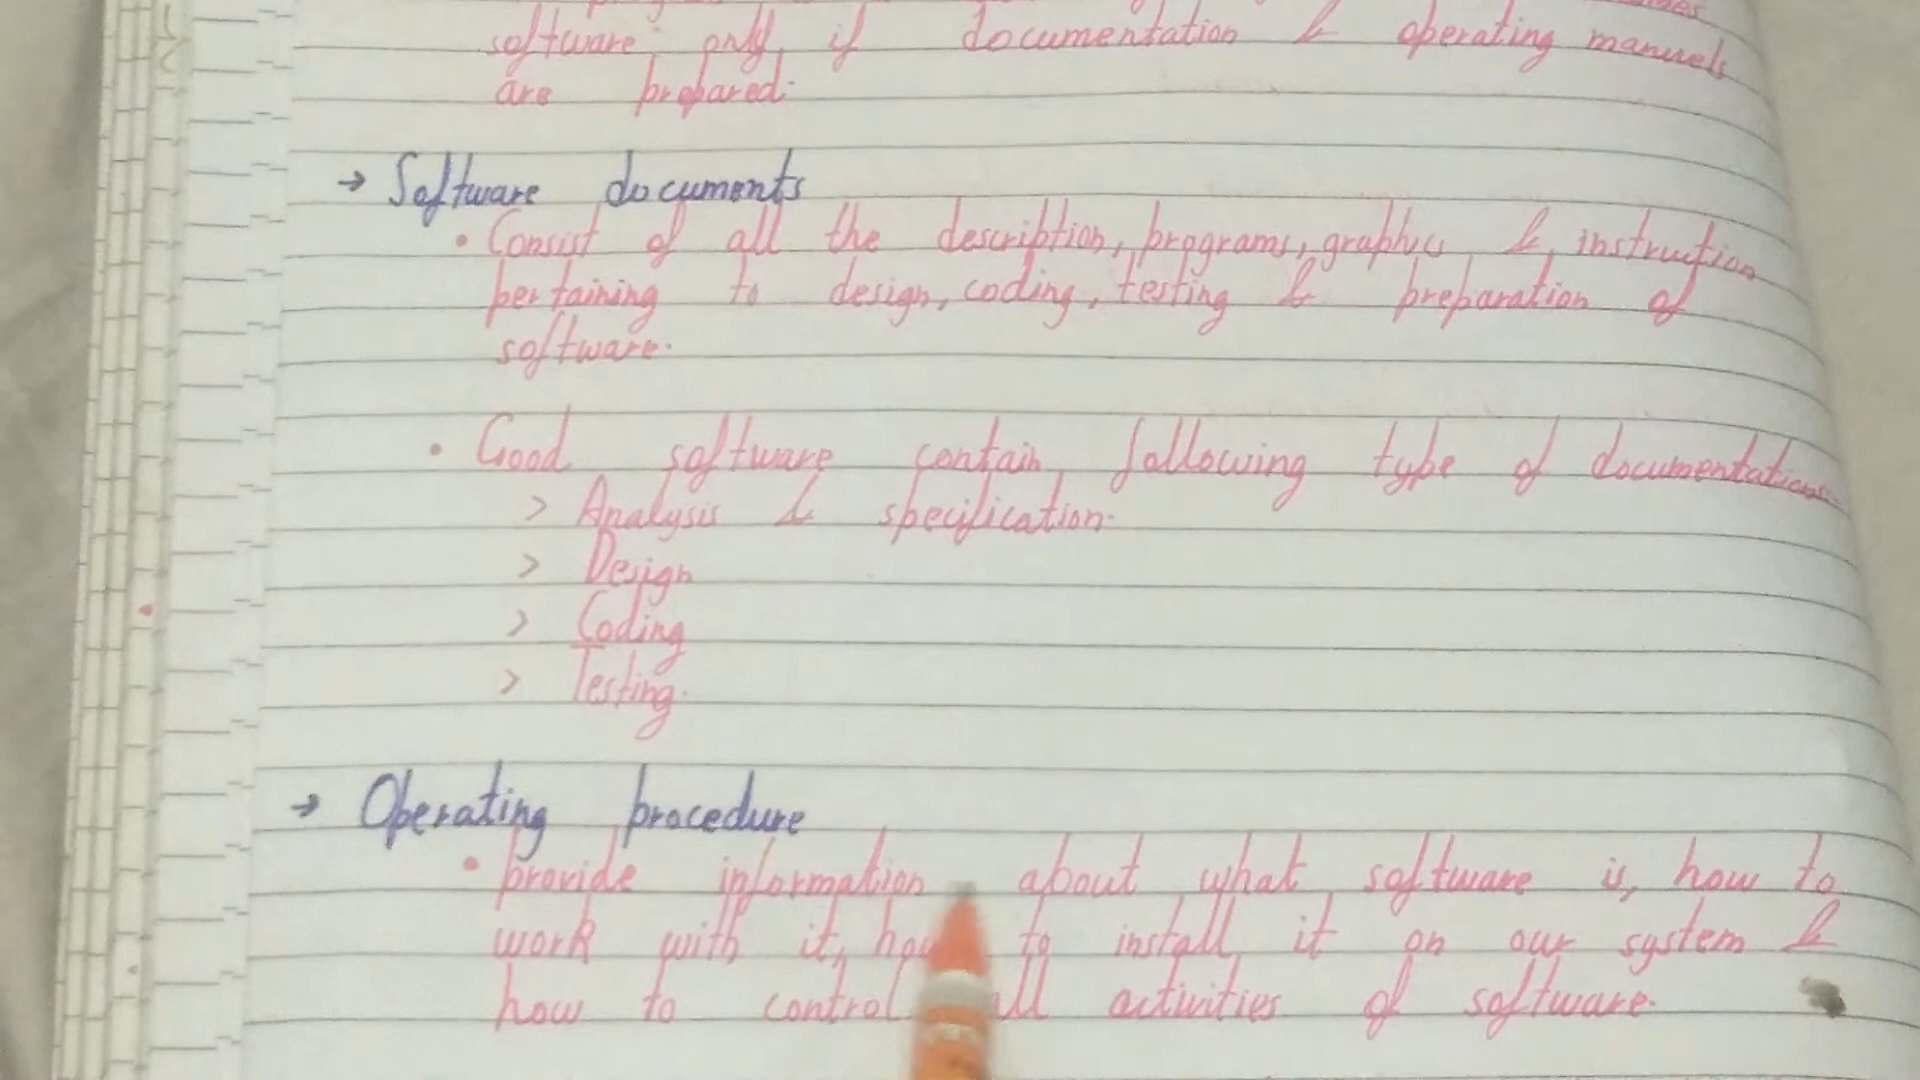 software only if documentation & operating manuals
are prepared.
→ Software documents
• Consist of all the description, programs, graphics & instruction
pertaining to design, coding, testing & preparation of
software.
• Good software contain following type of documentations
> Analysis & specification.
> Design
> Coding
> Testing.
→ Operating procedure
• provide information about what software is, how to
work with it, how to install it on our system &
how to control all activities of software.